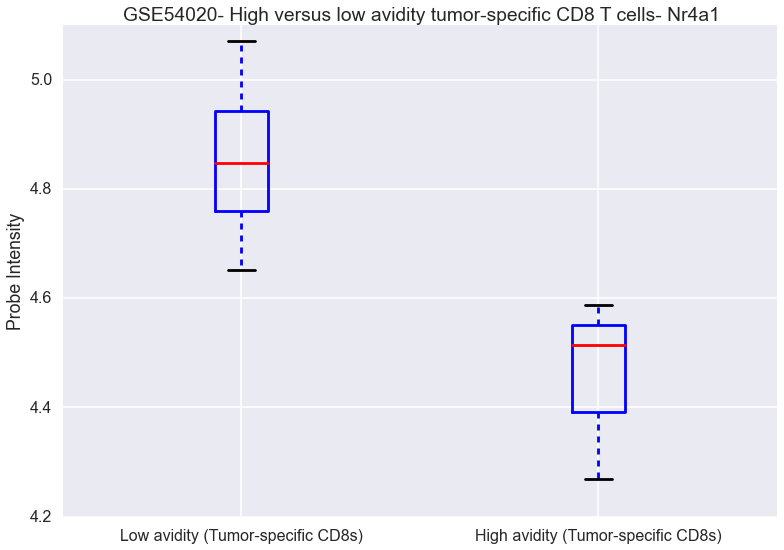 GSE54020- High versus low avidity tumor-specific CD8 T cells- Nr4a1
5.0
4.8
4.6
4.4
4.2
Probe Intensity
Low avidity (Tumor-specific CD8s)
High avidity (Tumor-specific CD8s)